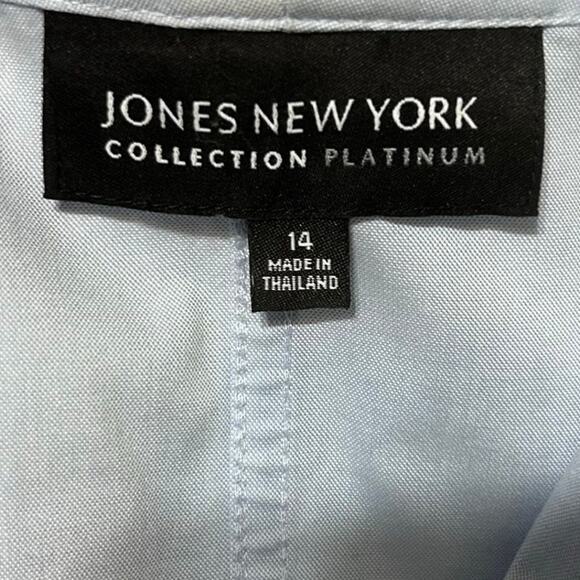 JONES NEW YORK
COLLECTION PLATINUM
14
MADE IN
THAILAND